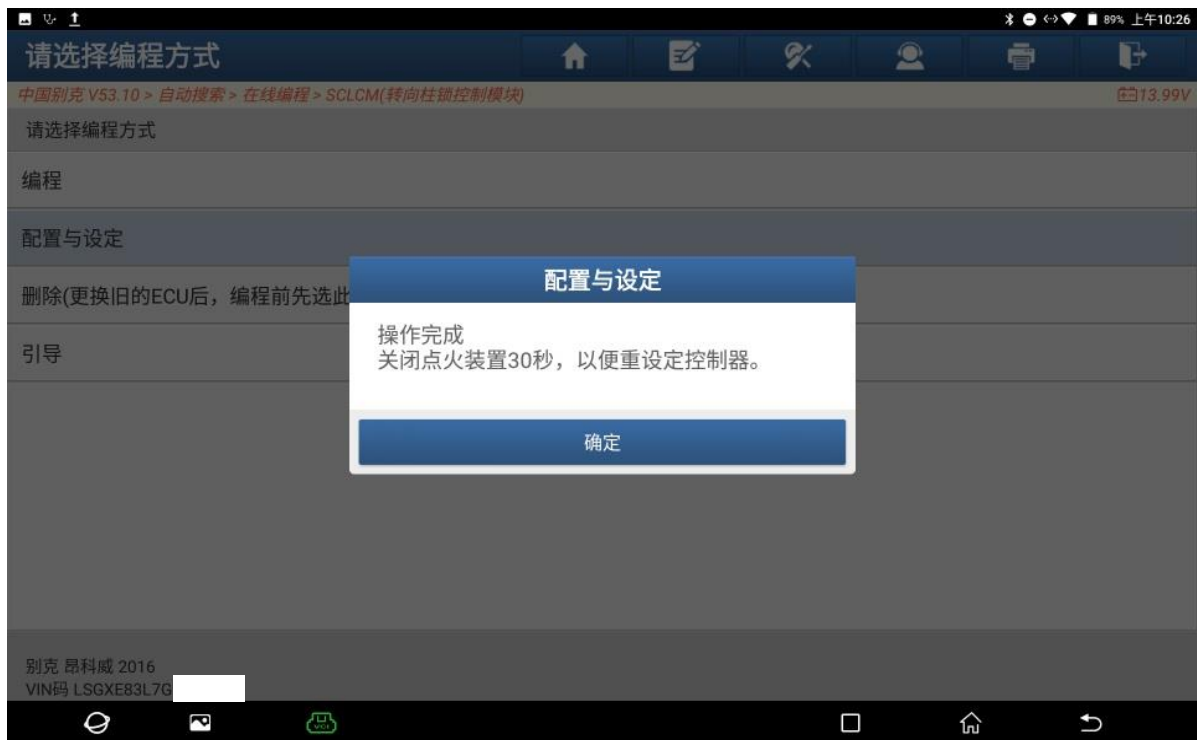 89% 上午10:26
请选择编程方式
中国别克 V53.10 > 自动搜索 > 在线编程 > SCLCM(转向柱锁控制模块)
13.99V
请选择编程方式
编程
配置与设定
删除(更换旧的ECU后，编程前先选此
引导
配置与设定
操作完成
关闭点火装置30秒，以便重设定控制器。
确定
别克 昂科威 2016
VIN码 LSGXE83L7G
VCI